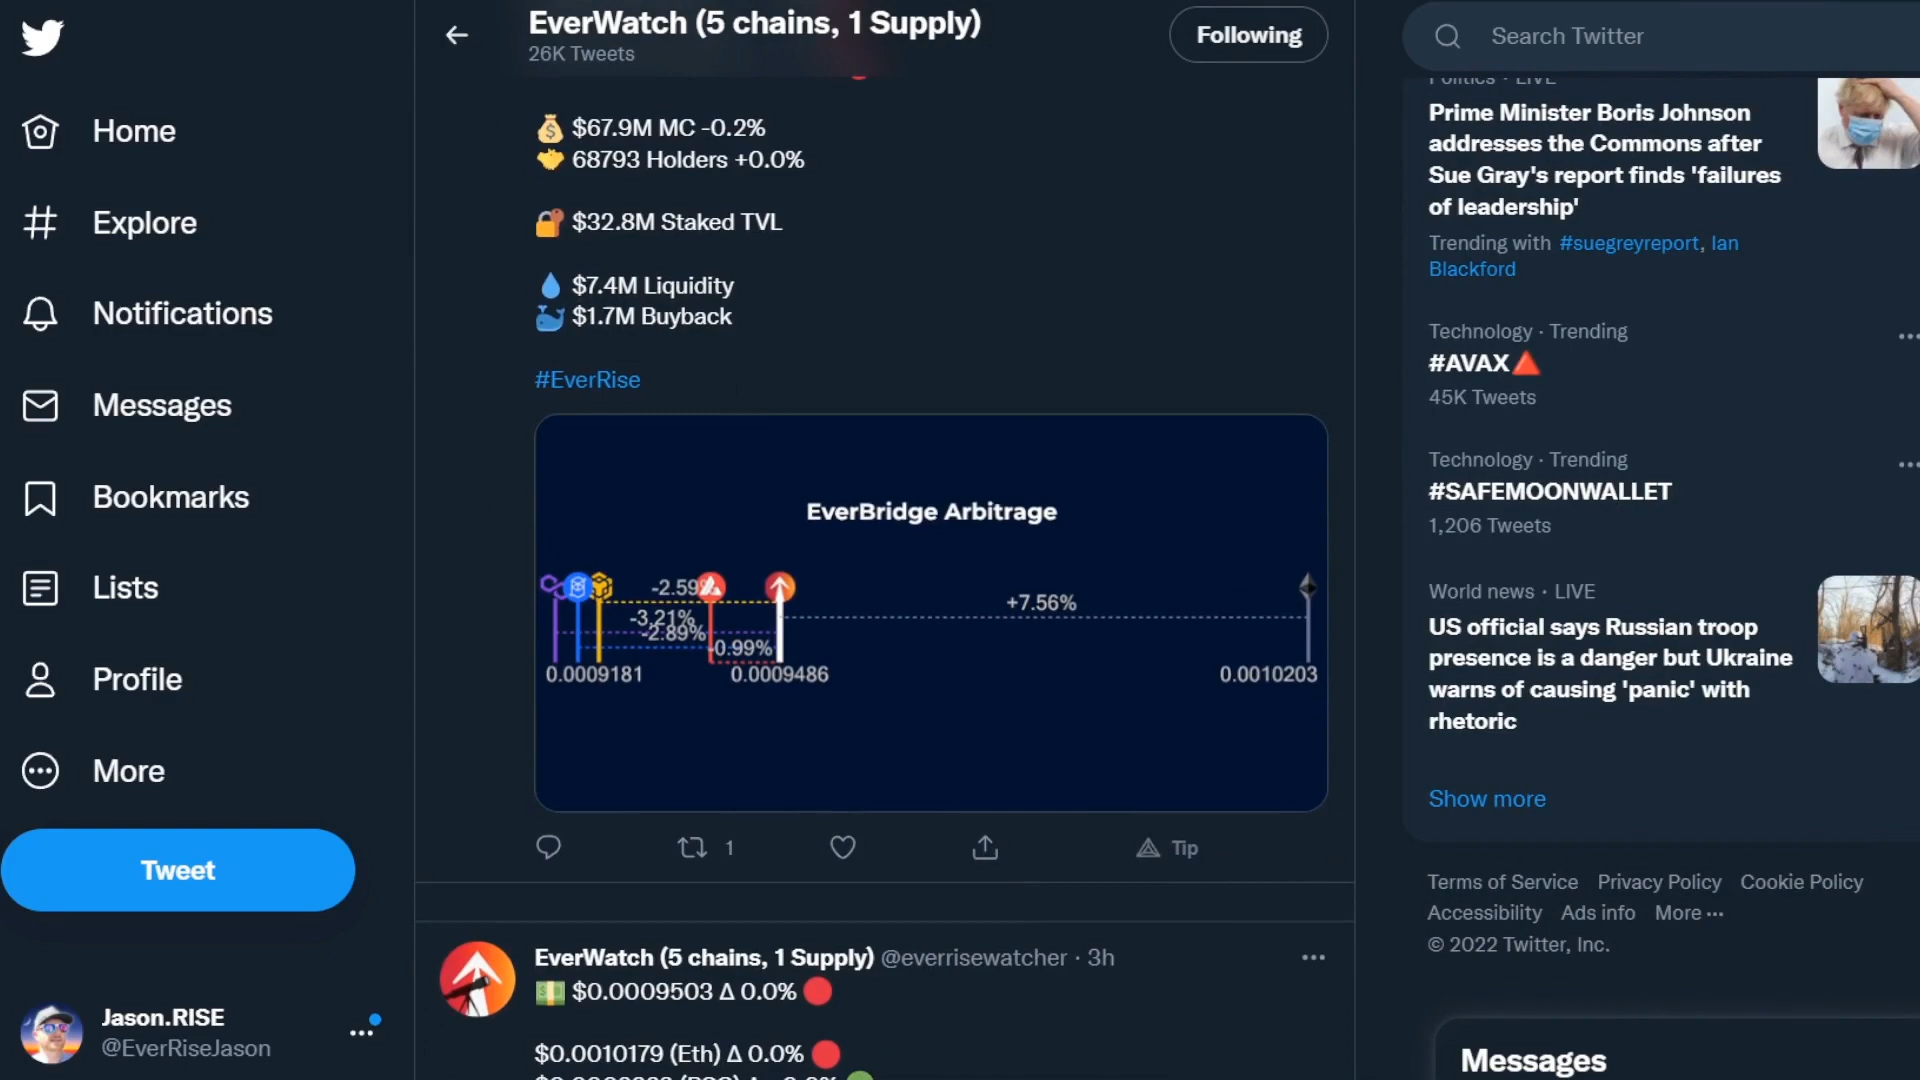 Home
Explore
Notifications
Messages
Bookmarks
Lists
Profile
More
Tweet
Jason.RISE
@EverRiseJason
EverWatch (5 chains, 1 Supply)
26K Tweets
Following
$67.9M MC -0.2%
68793 Holders +0.0%
$32.8M Staked TVL
$7.4M Liquidity
$1.7M Buyback
#EverRise
EverBridge Arbitrage
-2.59
-3.21%
-2.89%
-0.99%
+7.56%
0.0009181
0.0009486
0.0010203
1
Tip
EverWatch (5 chains, 1 Supply) @everrisewatcher · 3h
$0.0009503 Δ 0.0%
$0.0010179 (Eth) Δ 0.0%
Search Twitter
Politics · LIVE
Prime Minister Boris Johnson
addresses the Commons after
Sue Gray's report finds 'failures
of leadership'
Trending with #suegreyreport, Ian
Blackford
Technology · Trending
#AVAX
45K Tweets
Technology · Trending
#SAFEMOONWALLET
1,206 Tweets
World news · LIVE
US official says Russian troop
presence is a danger but Ukraine
warns of causing 'panic' with
rhetoric
Show more
Terms of Service Privacy Policy Cookie Policy
Accessibility Ads info More ···
© 2022 Twitter, Inc.
Messages